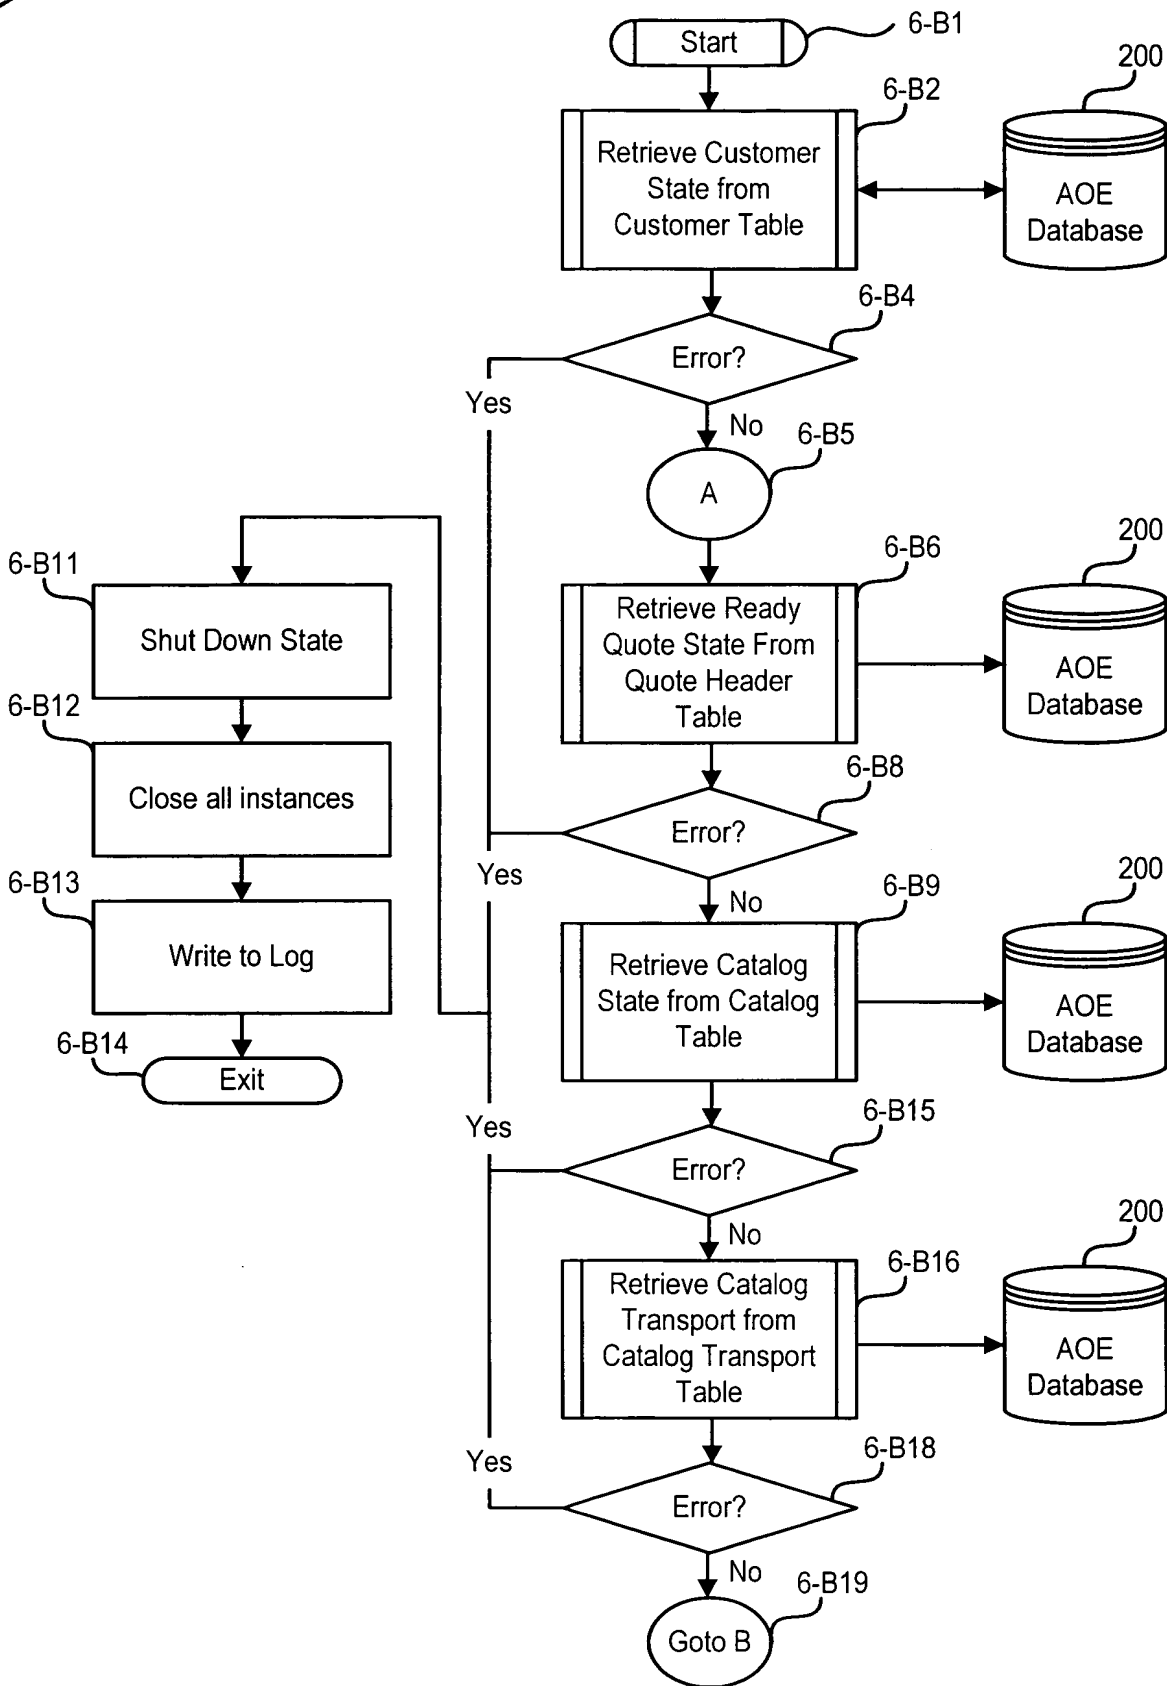 Start
6-B1
200
6-B2
Retrieve Customer
State from
Customer Table
AOE
Database
6-B4
Error?
Yes
No
6-B5
A
200
6-B6
6-B11
Shut Down State
Retrieve Ready
Quote State From
Quote Header
Table
AOE
Database
6-B12
Close all instances
6-B8
Error?
Yes
No
6-B13
Write to Log
200
6-B9
Retrieve Catalog
State from Catalog
Table
AOE
Database
6-B14
Exit
6-B15
Yes
Error?
No
200
6-B16
Retrieve Catalog
Transport from
Catalog Transport
Table
AOE
Database
6-B18
Yes
Error?
No
6-B19
Goto B